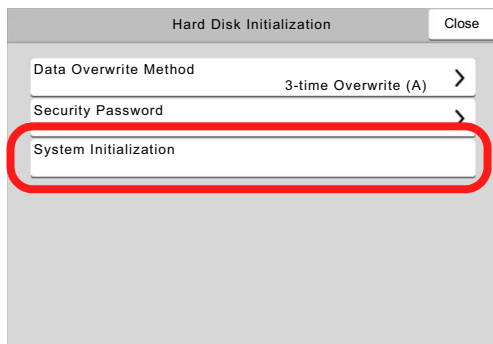 Hard Disk Initialization
Close
Data Overwrite Method
3-time Overwrite (A)
Security Password
System Initialization